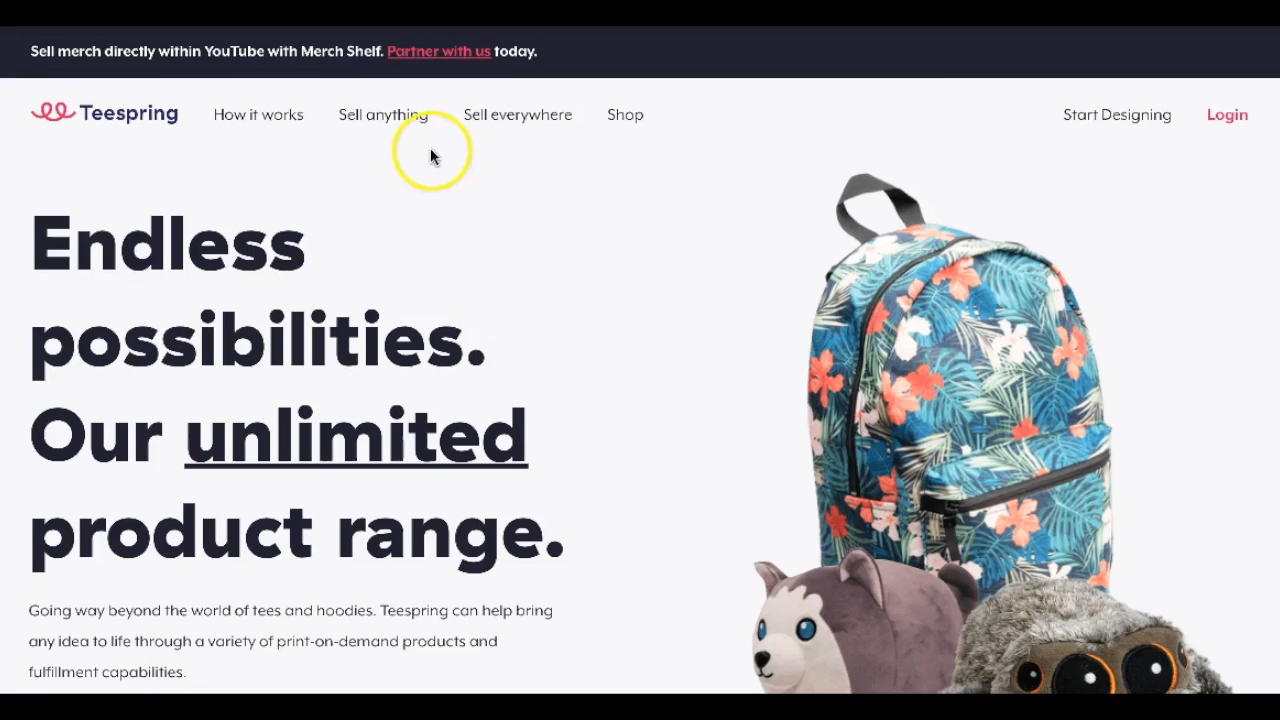 Sell merch directly within YouTube with Merch Shelf. Partner with us today.
Teespring How it works Sell anything Sell everywhere Shop Start Designing Login
Endless
possibilities.
Our unlimited
product range.
Going way beyond the world of tees and hoodies. Teespring can help bring
any idea to life through a variety of print-on-demand products and
fulfillment capabilities.